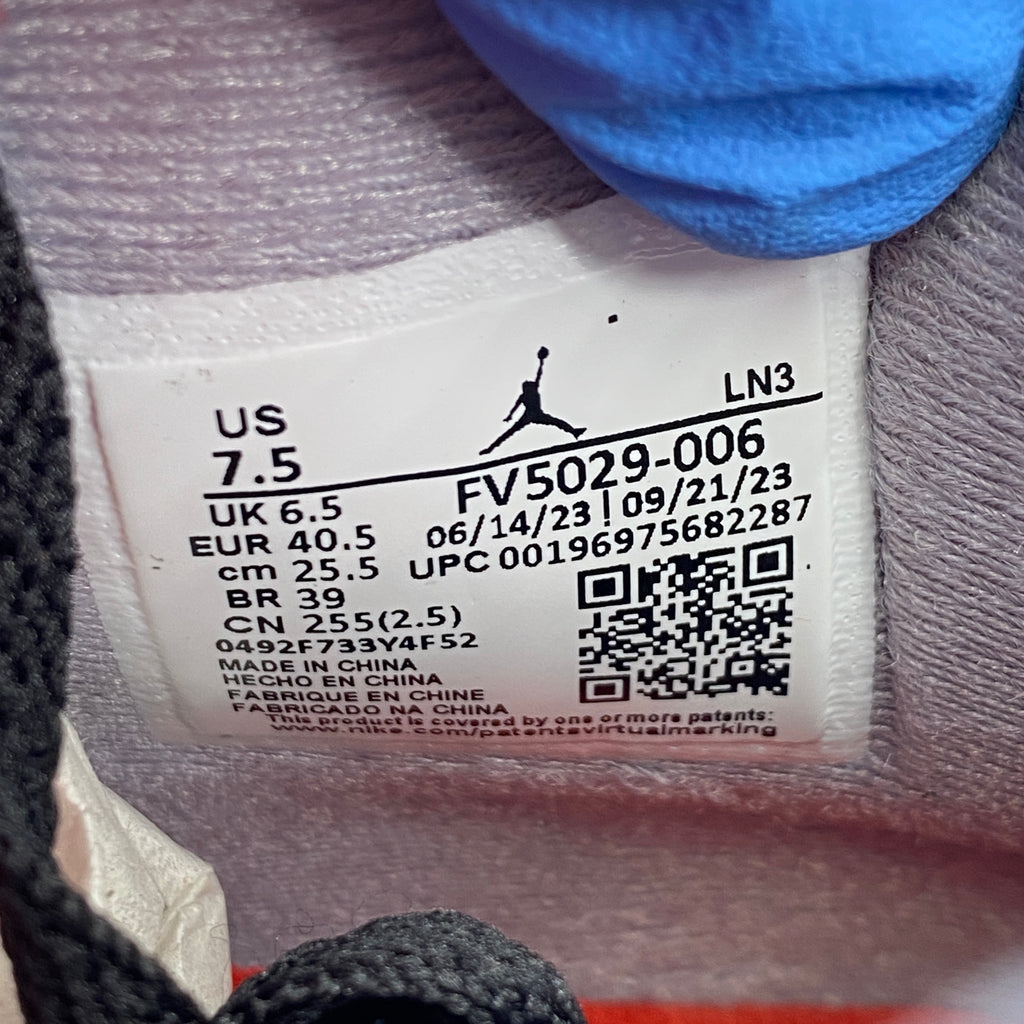 LN3
US
7.5
FV5029-006
06/14/23 | 09/21/23
UPC 00196975682287
UK 6.5
EUR 40.5
cm 25.5
BR 39
CN 255(2.5)
0492F733Y4F52
MADE IN CHINA
HECHO EN CHINA
FABRIQUE EN CHINE
FABRICADO NA CHINA
This product is covered by one or more patents:
www.nike.com/patentsvirtualmarking